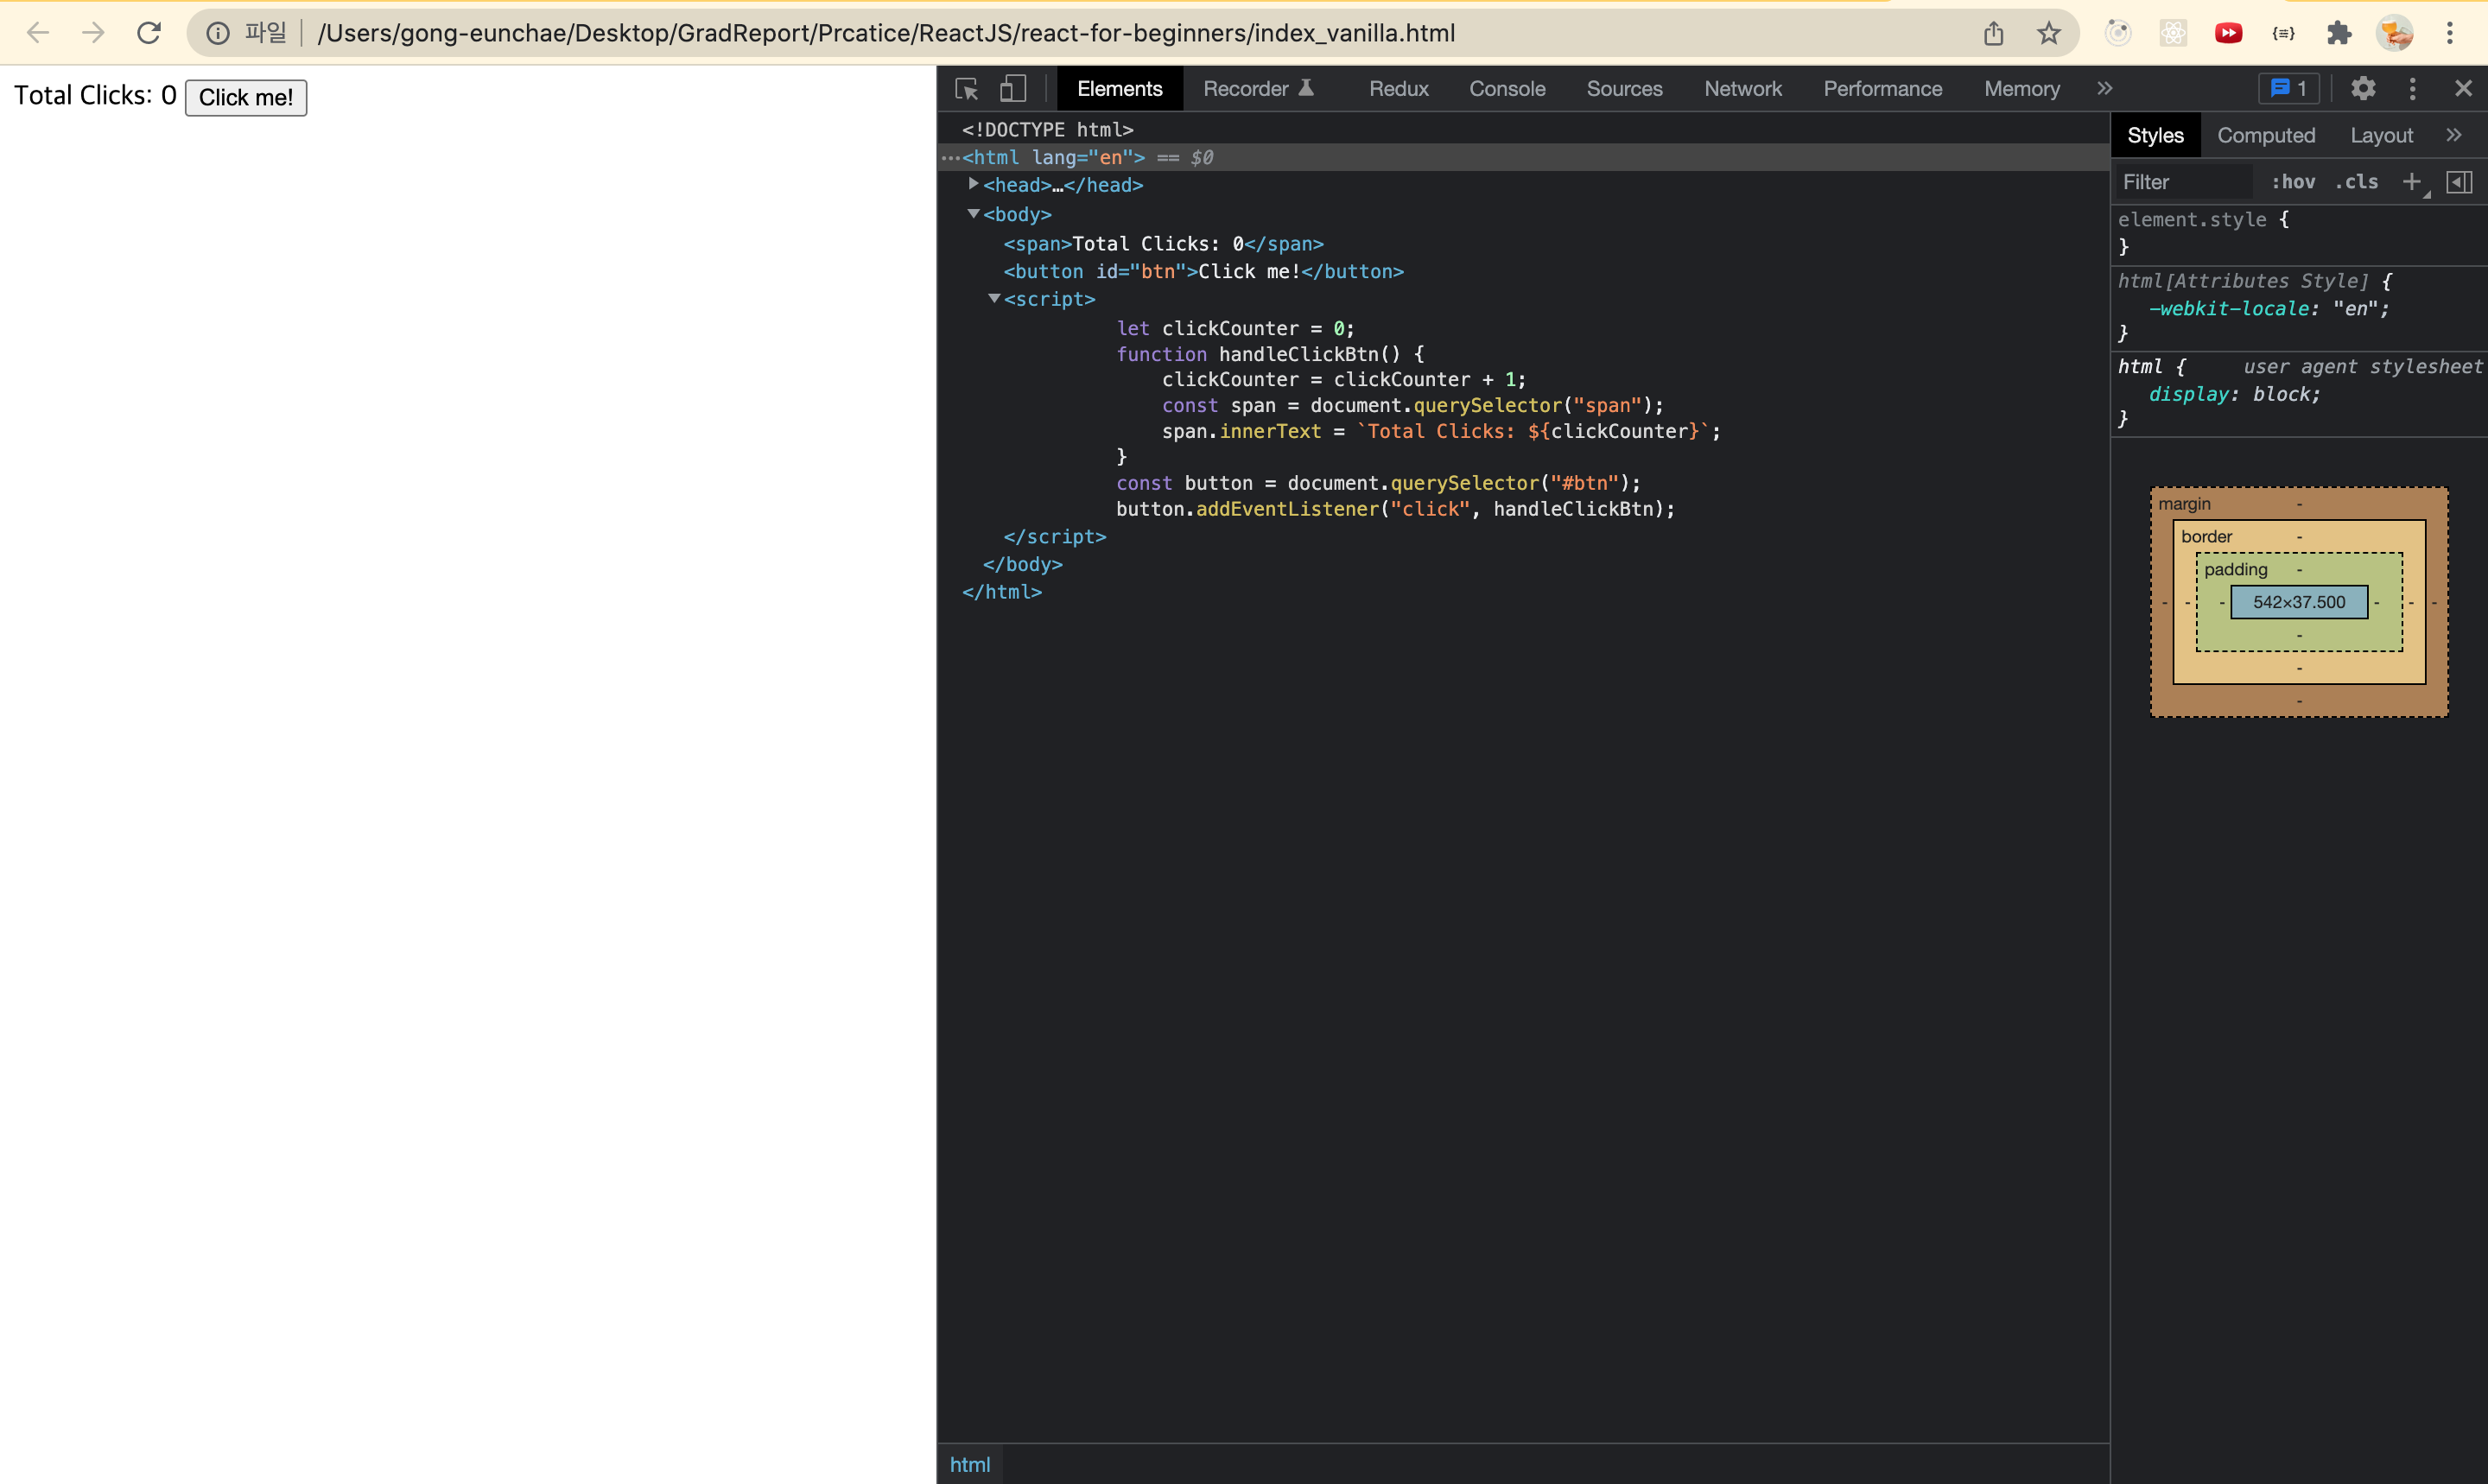 파일 /Users/gong-eunchae/Desktop/GradReport/Prcatice/ReactJS/react-for-beginners/index_vanilla.html
Total Clicks: 0 Click me!
Elements Recorder Redux Console Sources Network Performance Memory » 1
<!DOCTYPE html>
···<html lang="en"> == $0
<head>…</head>
<body>
<span>Total Clicks: 0</span>
<button id="btn">Click me!</button>
<script>
let clickCounter = 0;
function handleClickBtn() {
clickCounter = clickCounter + 1;
const span = document.querySelector("span");
span.innerText = `Total Clicks: ${clickCounter}`;
}
const button = document.querySelector("#btn");
button.addEventListener("click", handleClickBtn);
</script>
</body>
</html>
html
Styles Computed Layout »
Filter :hov .cls +
element.style {
}
html[Attributes Style] {
-webkit-locale: "en";
}
html { user agent stylesheet
display: block;
}
margin -
border -
padding -
- - - 542×37.500 - - -
-
-
-